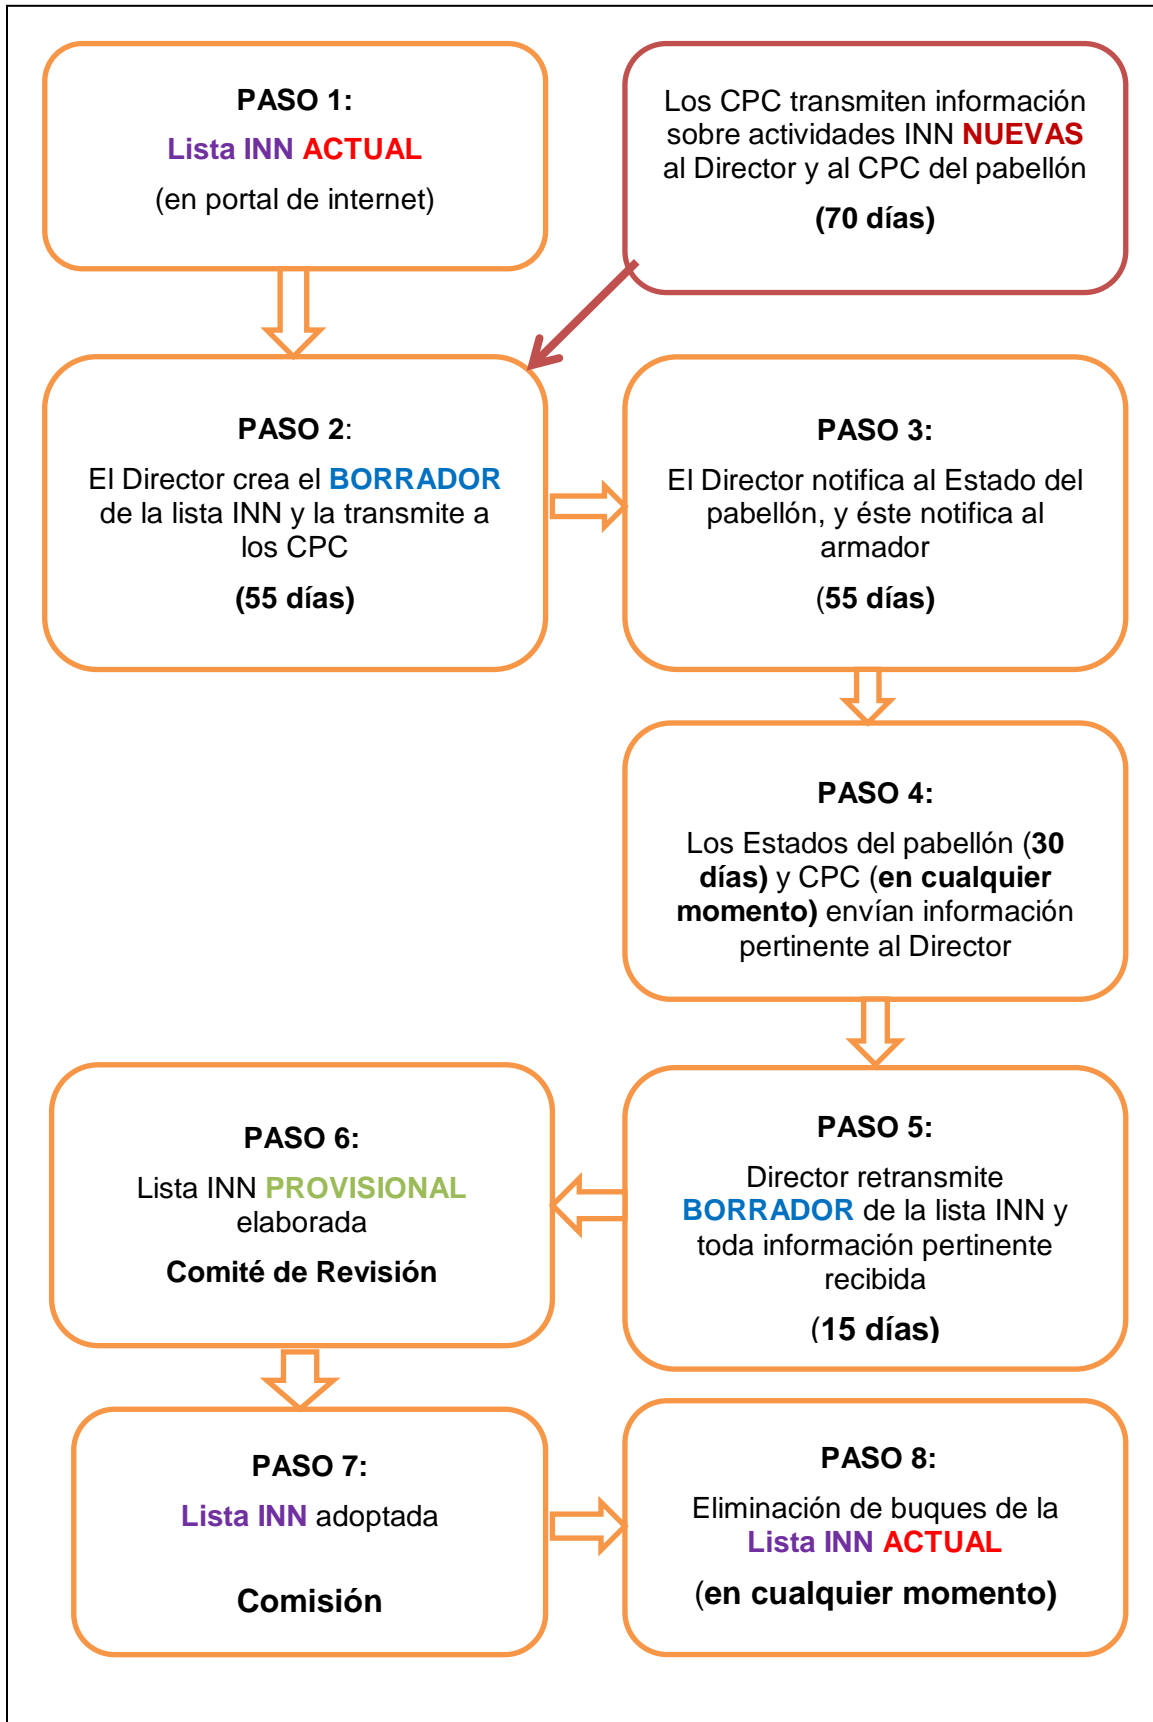 PASO 1:
Lista INN ACTUAL
(en portal de internet)
Los CPC transmiten información
sobre actividades INN NUEVAS
al Director y al CPC del pabellón
(70 días)
PASO 2:
El Director crea el BORRADOR
de la lista INN y la transmite a
los CPC
(55 días)
PASO 3:
El Director notifica al Estado del
pabellón, y éste notifica al
armador
(55 días)
PASO 4:
Los Estados del pabellón (30
días) y CPC (en cualquier
momento) envían información
pertinente al Director
PASO 5:
Director retransmite
BORRADOR de la lista INN y
toda información pertinente
recibida
(15 días)
PASO 6:
Lista INN PROVISIONAL
elaborada
Comité de Revisión
PASO 7:
Lista INN adoptada
Comisión
PASO 8:
Eliminación de buques de la
Lista INN ACTUAL
(en cualquier momento)